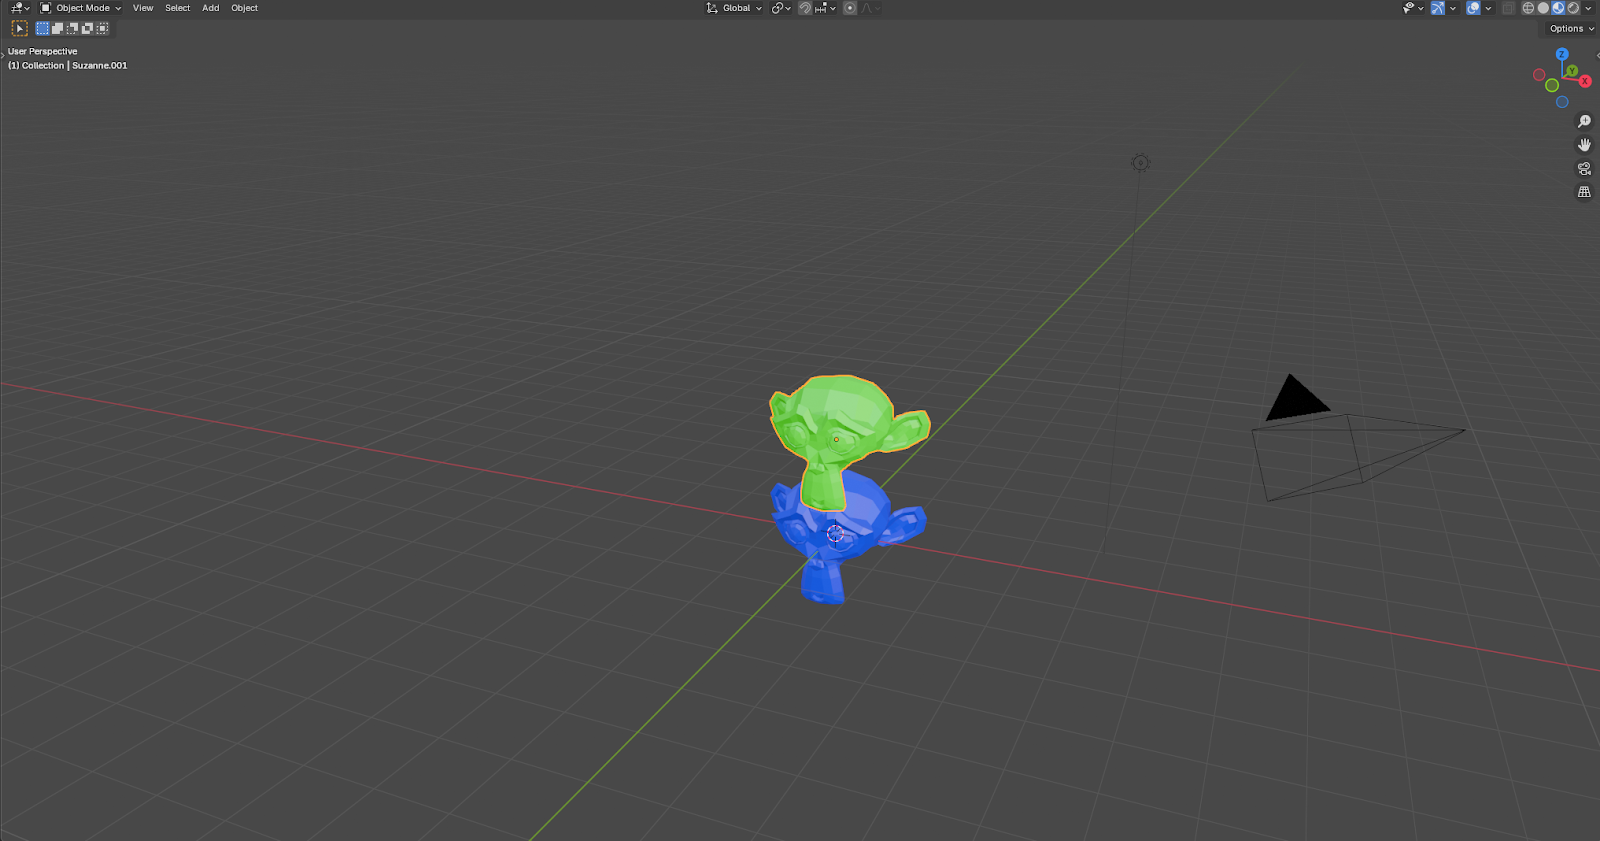 Object Mode View Select Add Object Global
Options
User Perspective
(1) Collection | Suzanne.001
Z
Y
X